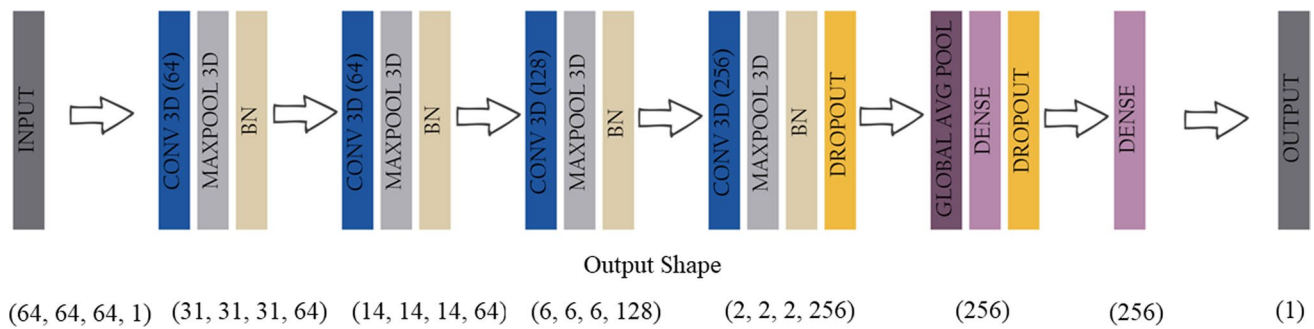 INPUT
CONV 3D (64)
MAXPOOL 3D
BN
CONV 3D (64)
MAXPOOL 3D
BN
CONV 3D (128)
MAXPOOL 3D
BN
CONV 3D (256)
MAXPOOL 3D
BN
DROPOUT
GLOBAL AVG POOL
DENSE
DROPOUT
DENSE
OUTPUT
Output Shape
(64, 64, 64, 1) (31, 31, 31, 64) (14, 14, 14, 64) (6, 6, 6, 128) (2, 2, 2, 256) (256) (256) (1)